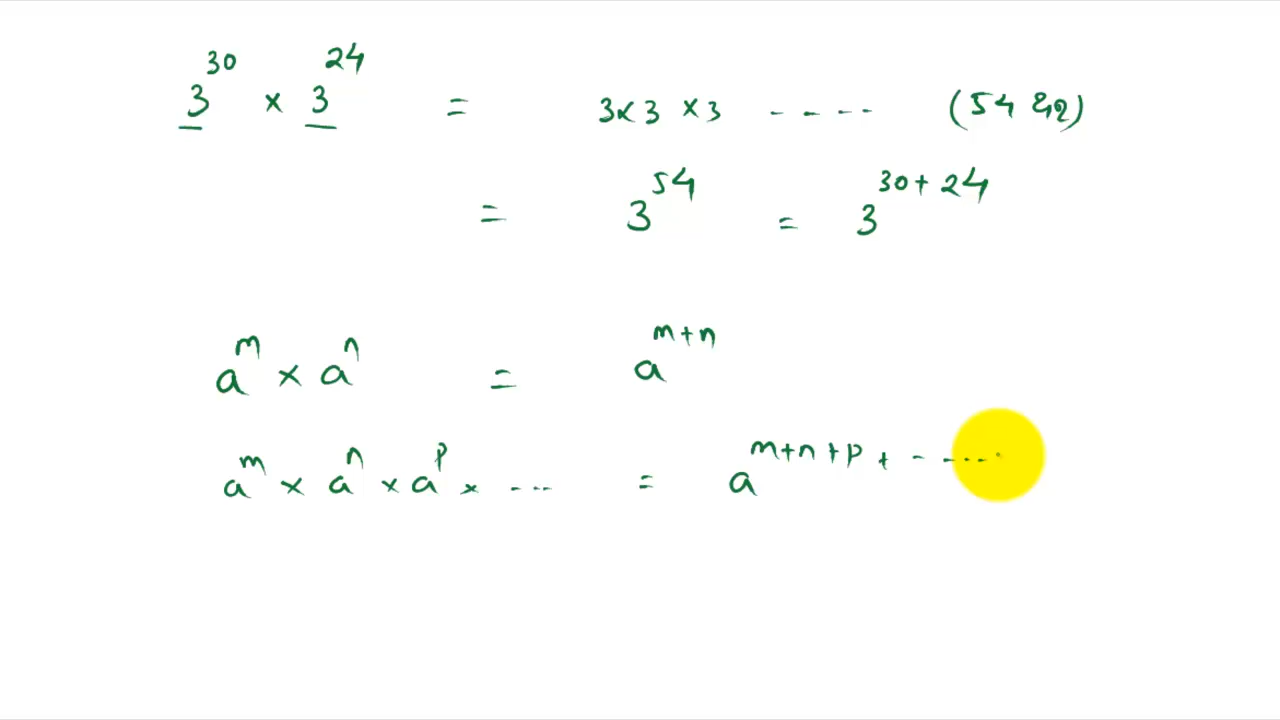 3^30 × 3^24 = 3×3×3 ---- (54 টি)
= 3^54 = 3^30+24
a^m × a^n = a^m+n
a^m × a^n × a^p × ... = a^m+n+p+ -----